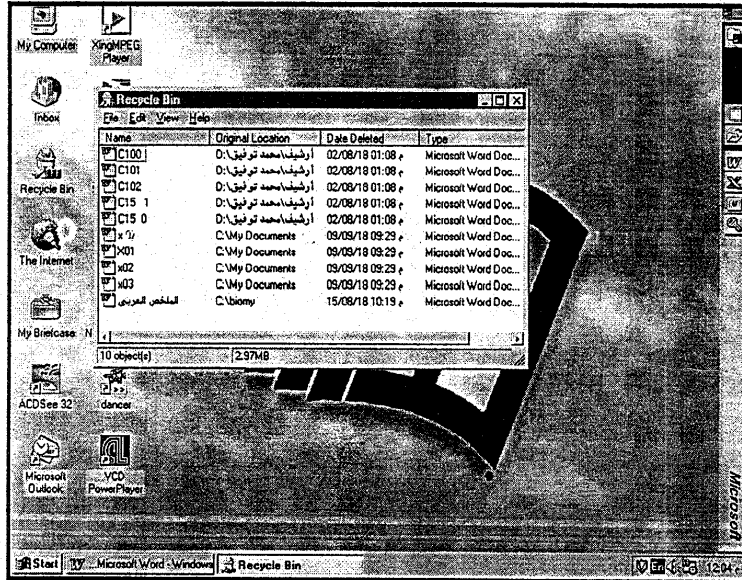 My Computer
XingMPEG Player
Inbox
Recycle Bin
The Internet
My Briefcase
N
ACDSee 32
dancer
Microsoft Outlook
VCD PowerPlayer
Recycle Bin
File Edit View Help
Name Original Location Date Deleted Type
C100 D:\أرشيف\محمد توفيق 02/08/18 01:08 م Microsoft Word Doc...
C101 D:\أرشيف\محمد توفيق 02/08/18 01:08 م Microsoft Word Doc...
C102 D:\أرشيف\محمد توفيق 02/08/18 01:08 م Microsoft Word Doc...
C15 1 D:\أرشيف\محمد توفيق 02/08/18 01:08 م Microsoft Word Doc...
C15 0 D:\أرشيف\محمد توفيق 02/08/18 01:08 م Microsoft Word Doc...
x C:\My Documents 09/09/18 09:29 م Microsoft Word Doc...
X01 C:\My Documents 09/09/18 09:29 م Microsoft Word Doc...
x02 C:\My Documents 09/09/18 09:29 م Microsoft Word Doc...
x03 C:\My Documents 09/09/18 09:29 م Microsoft Word Doc...
الملخص العربى C:\biomy 15/08/18 10:19 م Microsoft Word Doc...
10 object(s) 2.97MB
Microsoft
Start ...Microsoft Word - Windows Recycle Bin En 12:04